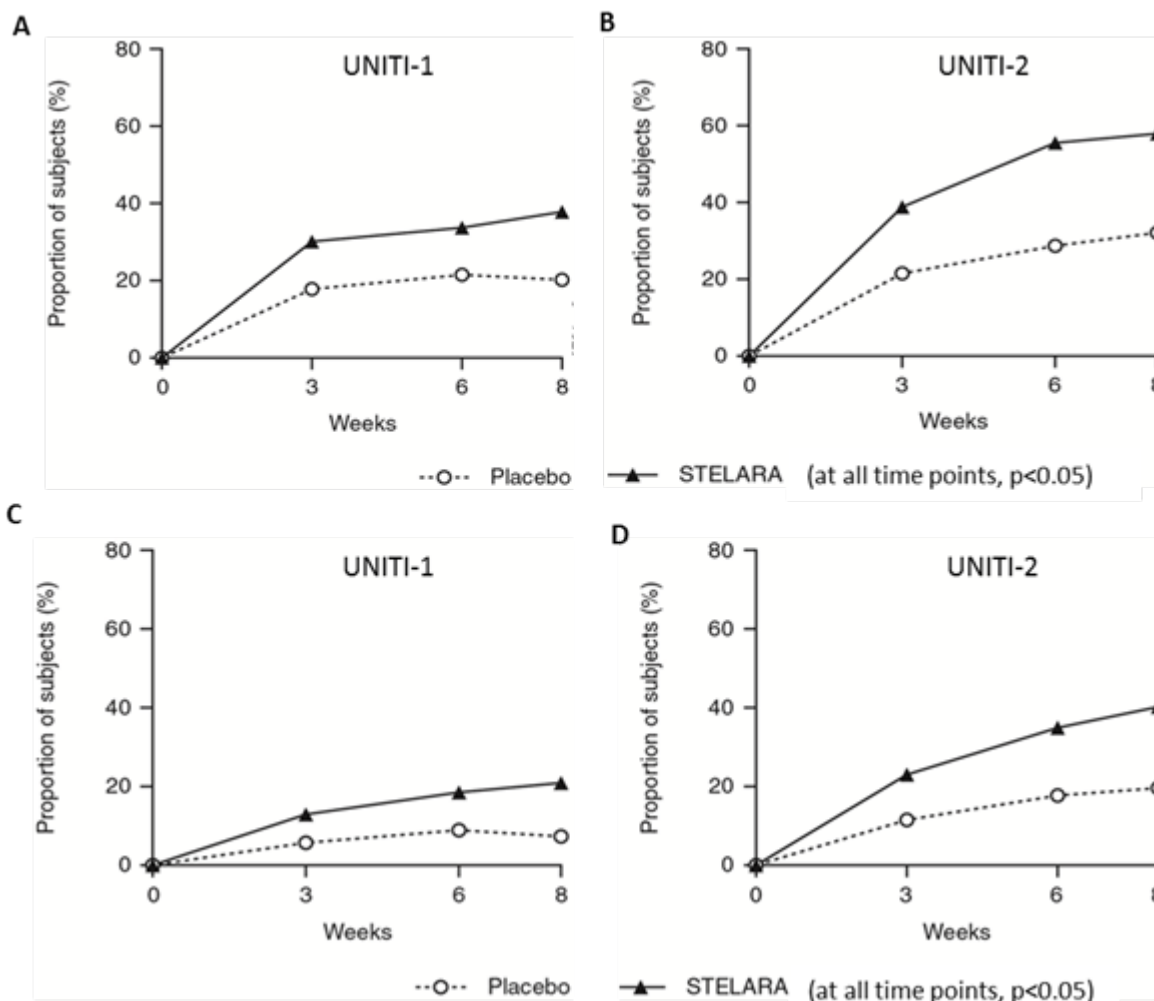 A
UNITI-1
Proportion of subjects (%)
80
60
40
20
0
0 3 6 8
Weeks
B
UNITI-2
Proportion of subjects (%)
80
60
40
20
0
0 3 6 8
Weeks
Placebo STELARA (at all time points, p<0.05)
C
UNITI-1
Proportion of subjects (%)
80
60
40
20
0
0 3 6 8
Weeks
D
UNITI-2
Proportion of subjects (%)
80
60
40
20
0
0 3 6 8
Weeks
Placebo STELARA (at all time points, p<0.05)